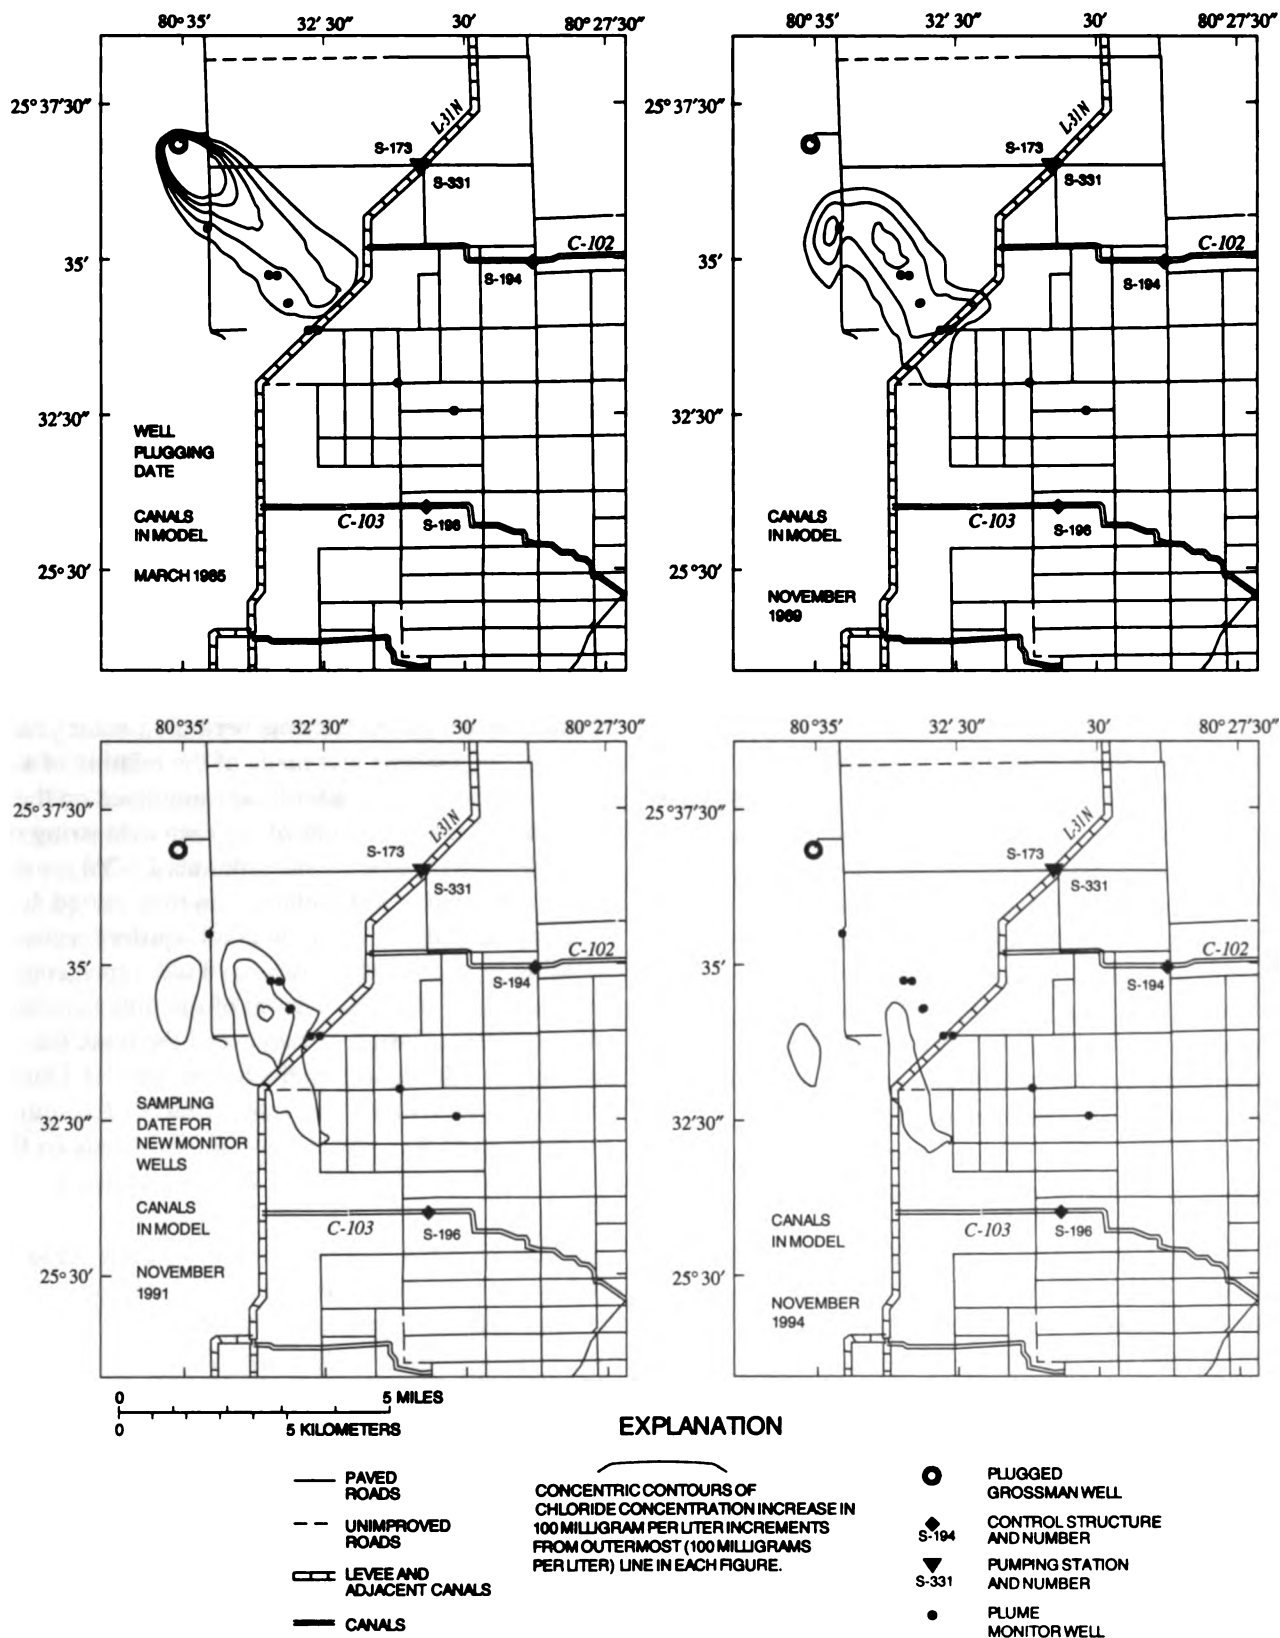 80° 35′ 32′ 30″ 30′ 80° 27′30″
80° 35′ 32′ 30″ 30′ 80° 27′30″
25° 37′30″
L-31N
S-173
S-331
C-102
35′
S-194
32′30″
WELL
PLUGGING
DATE
CANALS
IN MODEL
C-103
S-196
25° 30′
MARCH 1985
25° 37′30″
L-31N
S-173
S-331
C-102
35′
S-194
32′30″
CANALS
IN MODEL
C-103
S-196
25° 30′
NOVEMBER
1989
80°35′ 32′30″ 30′ 80° 27′30″
80°35′ 32′30″ 30′ 80° 27′30″
25° 37′30″
L-31N
S-173
S-331
C-102
35′
S-194
SAMPLING
DATE FOR
NEW MONITOR
WELLS
32′30″
CANALS
IN MODEL
C-103
S-196
25° 30′
NOVEMBER
1991
25° 37′30″
L-31N
S-173
S-331
C-102
35′
S-194
32′30″
CANALS
IN MODEL
C-103
S-196
25° 30′
NOVEMBER
1994
0 5 MILES
0 5 KILOMETERS
EXPLANATION
PAVED
ROADS
UNIMPROVED
ROADS
LEVEE AND
ADJACENT CANALS
CANALS
CONCENTRIC CONTOURS OF
CHLORIDE CONCENTRATION INCREASE IN
100 MILLIGRAM PER LITER INCREMENTS
FROM OUTERMOST (100 MILLIGRAMS
PER LITER) LINE IN EACH FIGURE.
PLUGGED
GROSSMAN WELL
S-194
CONTROL STRUCTURE
AND NUMBER
S-331
PUMPING STATION
AND NUMBER
PLUME
MONITOR WELL